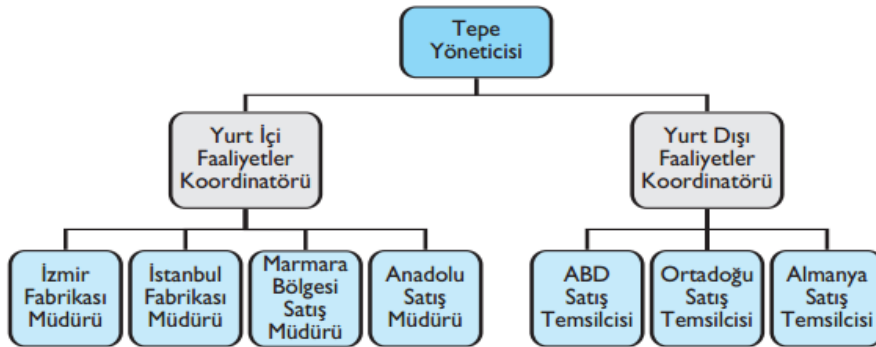 Tepe
Yöneticisi
Yurt İçi
Faaliyetler
Koordinatörü
Yurt Dışı
Faaliyetler
Koordinatörü
İzmir
Fabrikası
Müdürü
İstanbul
Fabrikası
Müdürü
Marmara
Bölgesi
Satış
Müdürü
Anadolu
Satış
Müdürü
ABD
Satış
Temsilcisi
Ortadoğu
Satış
Temsilcisi
Almanya
Satış
Temsilcisi